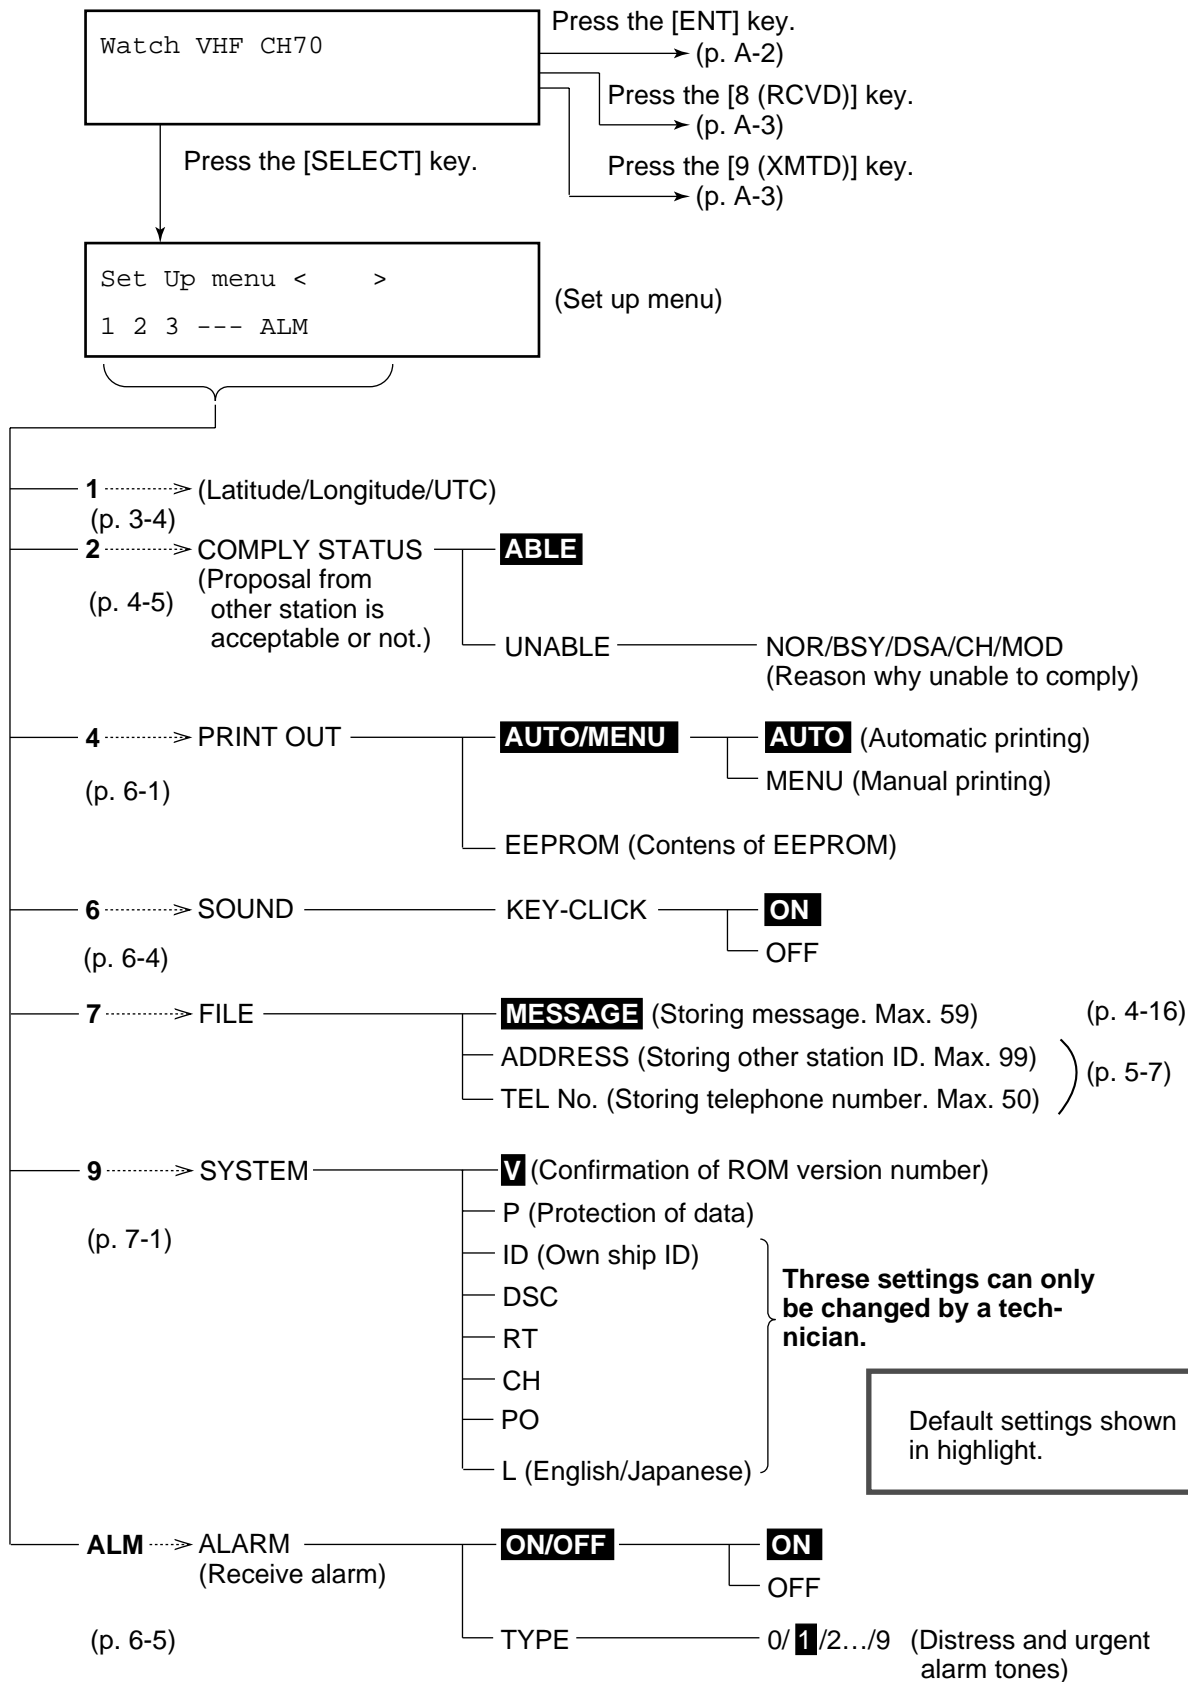 Press the [ENT] key.
Watch VHF CH70
(p. A-2)
Press the [8 (RCVD)] key.
(p. A-3)
Press the [SELECT] key.
Press the [9 (XMTD)] key.
(p. A-3)
Set Up menu <    >
1 2 3 --- ALM
(Set up menu)
1 (Latitude/Longitude/UTC)
(p. 3-4)
2 COMPLY STATUS ABLE
(Proposal from
other station is
acceptable or not.)
(p. 4-5)
UNABLE NOR/BSY/DSA/CH/MOD
(Reason why unable to comply)
4 PRINT OUT AUTO/MENU AUTO (Automatic printing)
MENU (Manual printing)
(p. 6-1)
EEPROM (Contens of EEPROM)
6 SOUND KEY-CLICK ON
OFF
(p. 6-4)
7 FILE MESSAGE (Storing message. Max. 59) (p. 4-16)
ADDRESS (Storing other station ID. Max. 99)
TEL No. (Storing telephone number. Max. 50)
(p. 5-7)
9 SYSTEM V (Confirmation of ROM version number)
(p. 7-1)
P (Protection of data)
ID (Own ship ID)
DSC
RT
CH
PO
L (English/Japanese)
Threse settings can only
be changed by a tech-
nician.
Default settings shown
in highlight.
ALM ALARM ON/OFF ON
(Receive alarm)
OFF
(p. 6-5)
TYPE 0/ 1 /2…/9 (Distress and urgent
alarm tones)